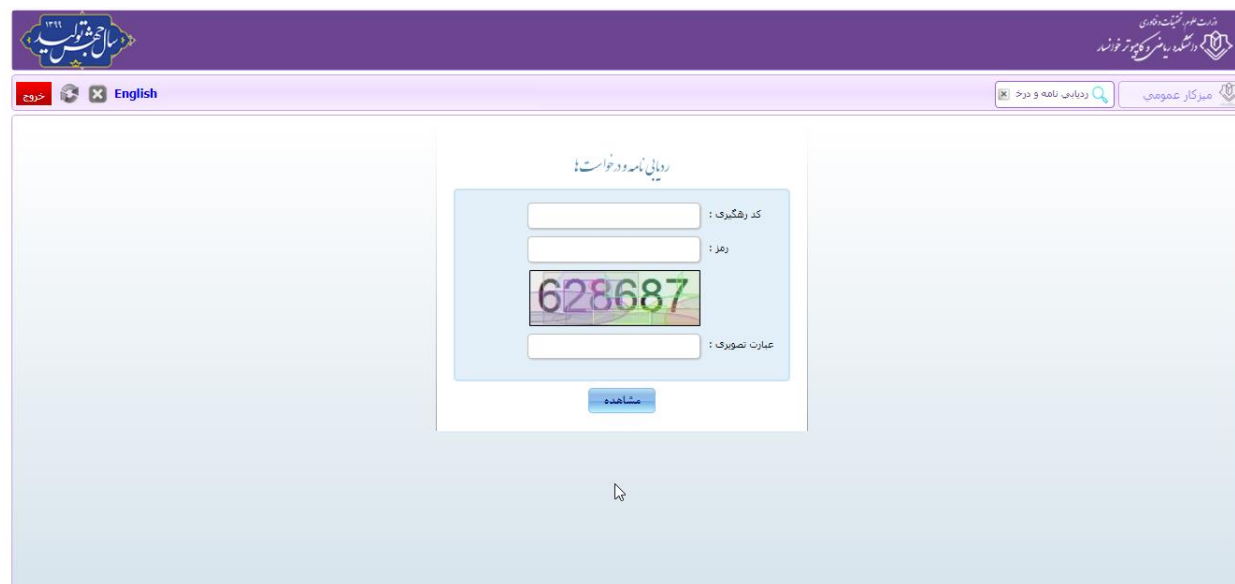 وزارت علوم، تحقیقات و فناوری
دانشکده ریاضی و کامپیوتر خوانسار
۱۳۹۹
سال جهش تولید
میزکار عمومی
ردیابی نامه و درخ
English
خروج
ردیابی نامه و درخواست ها
کد رهگیری :
رمز :
628687
عبارت تصویری :
مشاهده